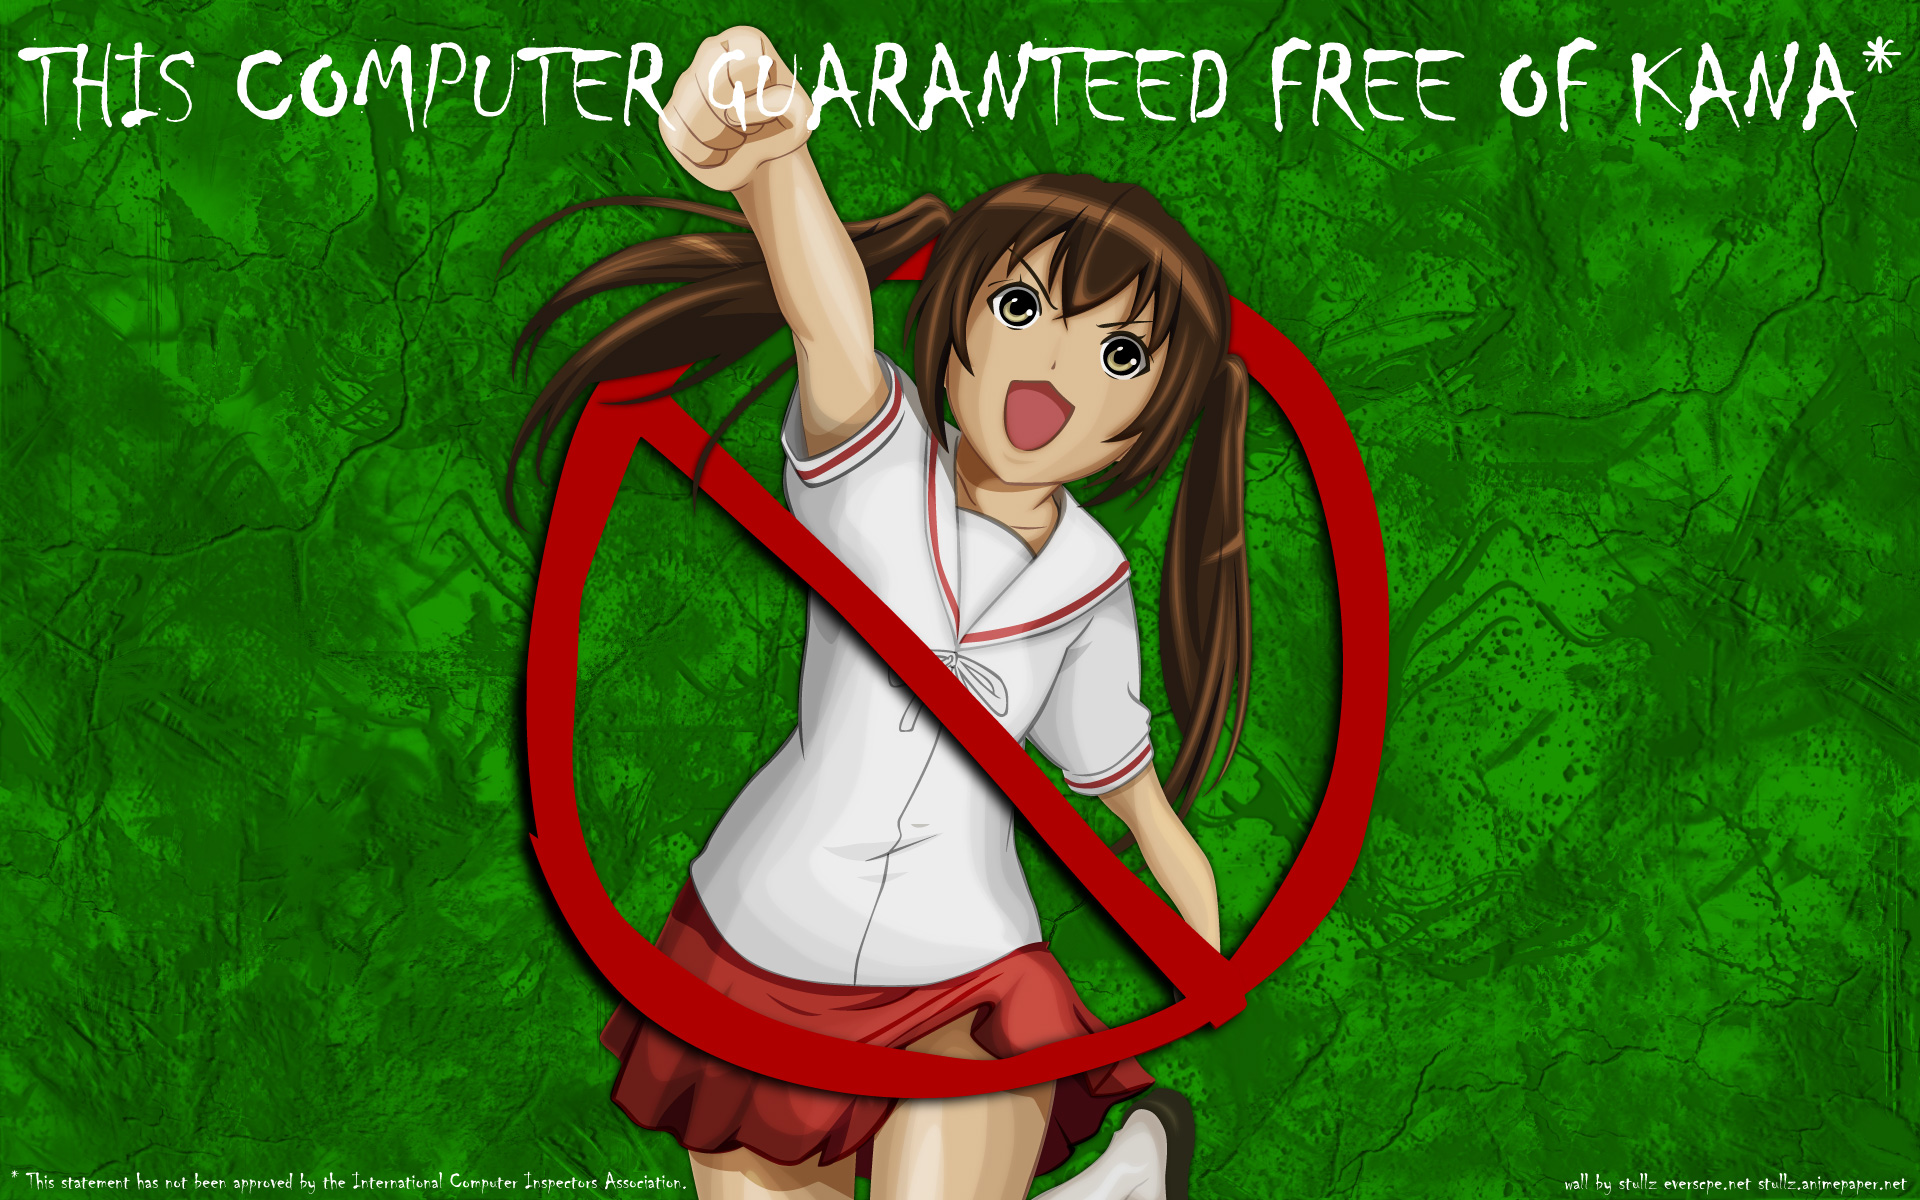 THIS COMPUTER GUARANTEED FREE OF KANA*
* This statement has not been approved by the International Computer Inspectors Association.
wall by stullz everscpe.net stullz.animepaper.net